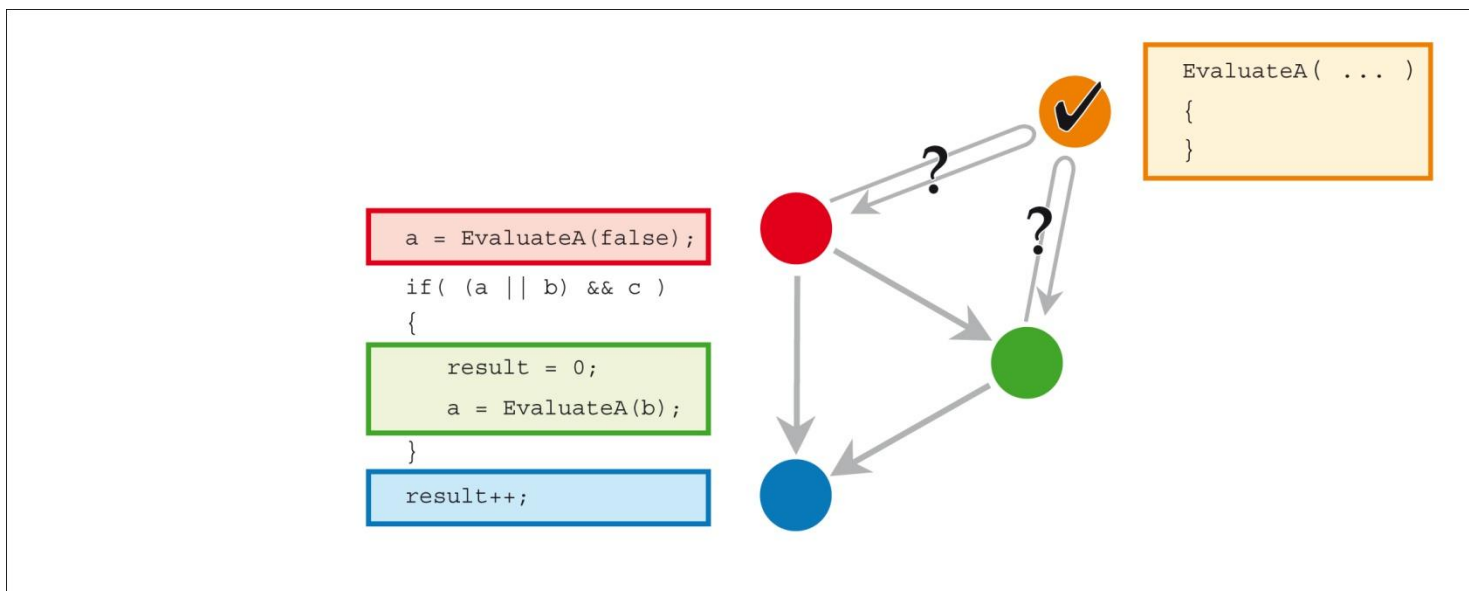 EvaluateA( ... )
{
}
?
?
a = EvaluateA(false);
if( (a || b) && c )
{
result = 0;
a = EvaluateA(b);
}
result++;